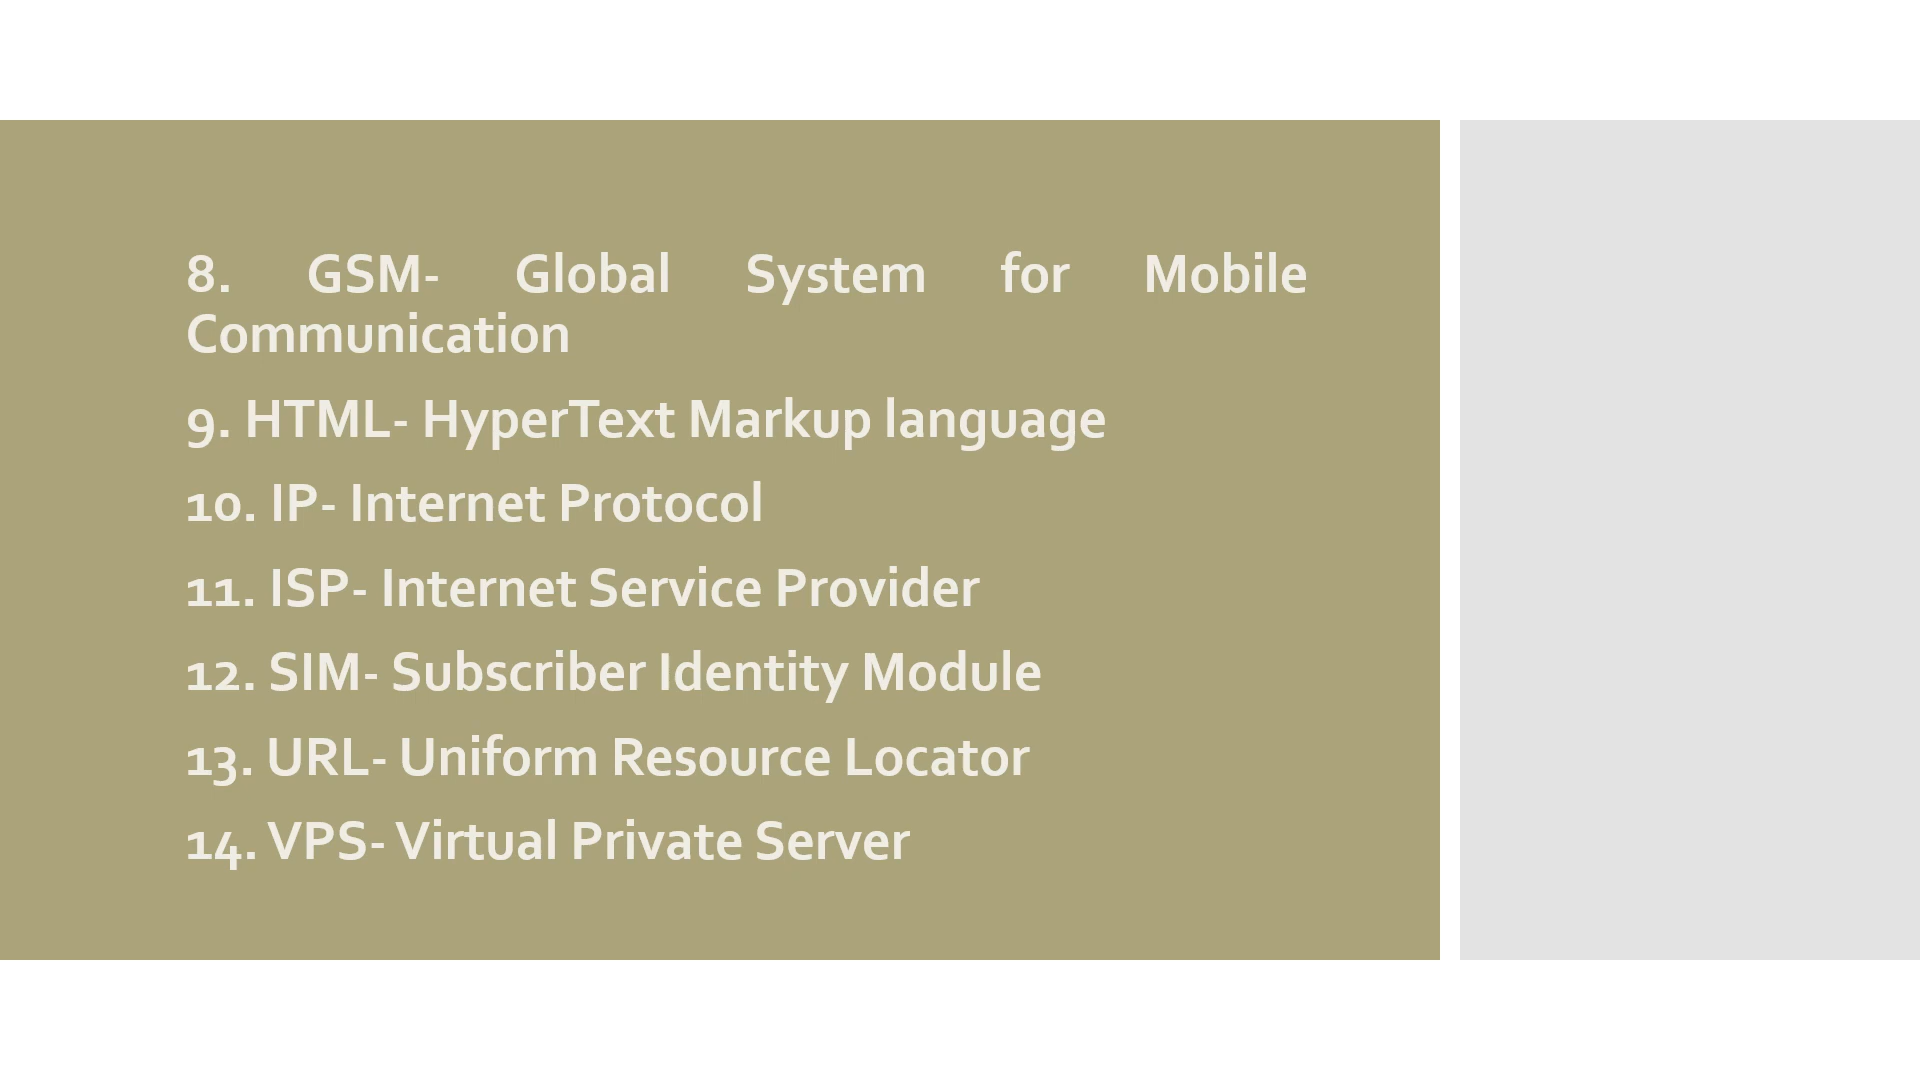 8. GSM- Global System for Mobile
Communication
9. HTML- HyperText Markup language
10. IP- Internet Protocol
11. ISP- Internet Service Provider
12. SIM- Subscriber Identity Module
13. URL- Uniform Resource Locator
14. VPS- Virtual Private Server